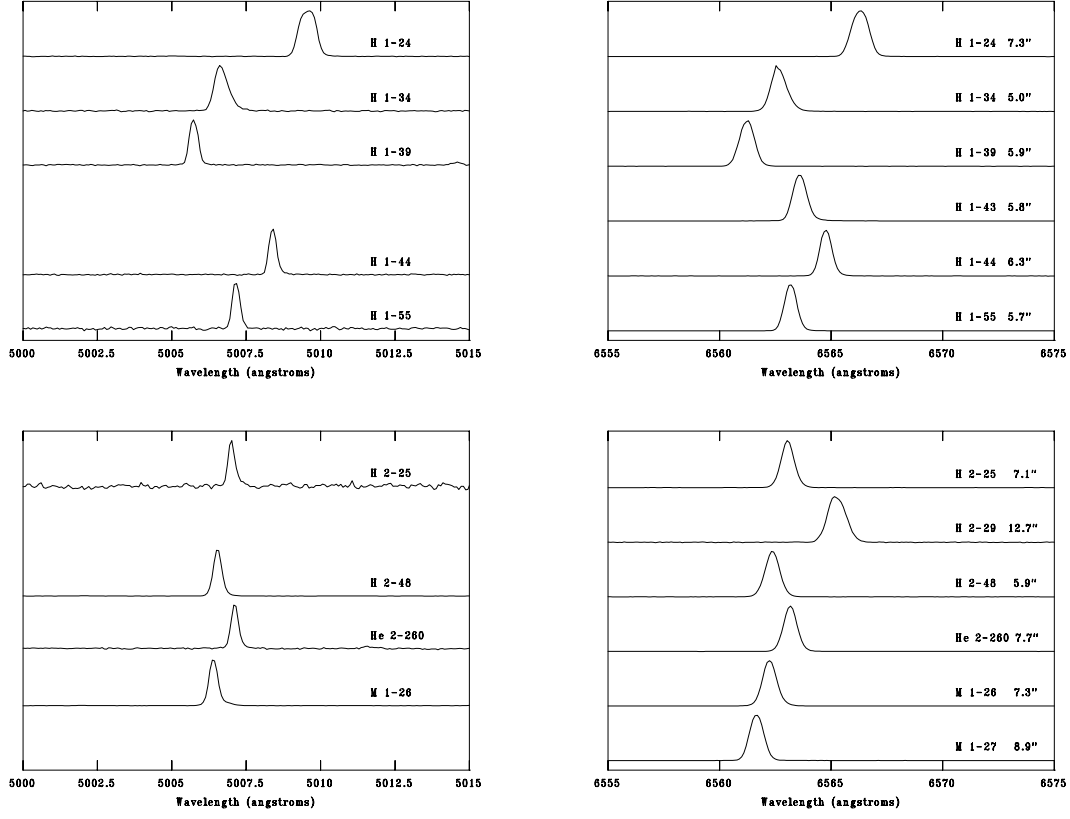 H 1-24
H 1-34
H 1-39
H 1-44
H 1-55
5000 5002.5 5005 5007.5 5010 5012.5 5015
Wavelength (angstroms)
H 1-24 7.3"
H 1-34 5.0"
H 1-39 5.9"
H 1-43 5.8"
H 1-44 6.3"
H 1-55 5.7"
6555 6560 6565 6570 6575
Wavelength (angstroms)
H 2-25
H 2-48
He 2-260
M 1-26
5000 5002.5 5005 5007.5 5010 5012.5 5015
Wavelength (angstroms)
H 2-25 7.1"
H 2-29 12.7"
H 2-48 5.9"
He 2-260 7.7"
M 1-26 7.3"
M 1-27 8.9"
6555 6560 6565 6570 6575
Wavelength (angstroms)